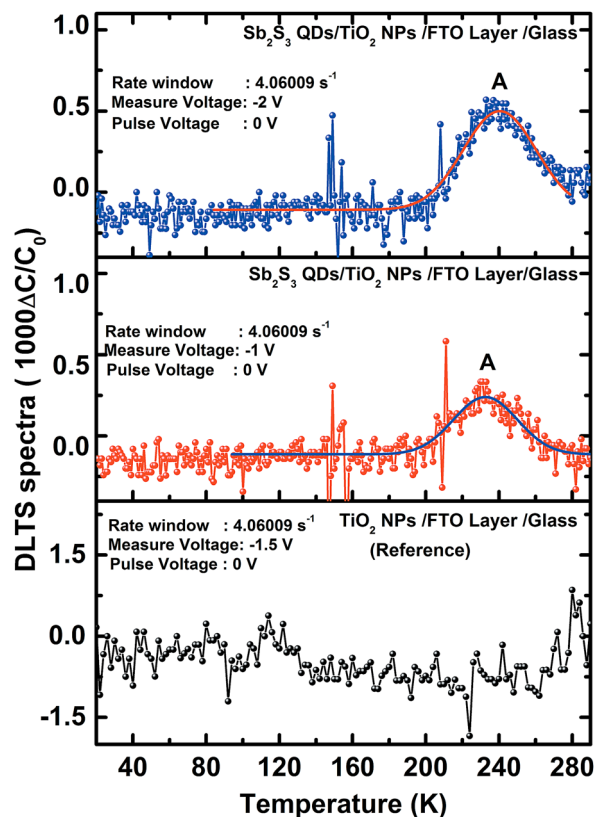 DLTS spectra ( 1000ΔC/C₀)
1.0
0.5
0.0
Sb₂S₃ QDs/TiO₂ NPs /FTO Layer /Glass
Rate window : 4.06009 s⁻¹
Measure Voltage: -2 V
Pulse Voltage : 0 V
A
1.0
0.5
0.0
Sb₂S₃ QDs/TiO₂ NPs /FTO Layer/Glass
Rate window : 4.06009 s⁻¹
Measure Voltage: -1 V
Pulse Voltage : 0 V
A
1.5
0.0
-1.5
Rate window : 4.06009 s⁻¹
Measure Voltage: -1.5 V
Pulse Voltage : 0 V
TiO₂ NPs /FTO Layer/Glass
(Reference)
40 80 120 160 200 240 280
Temperature (K)